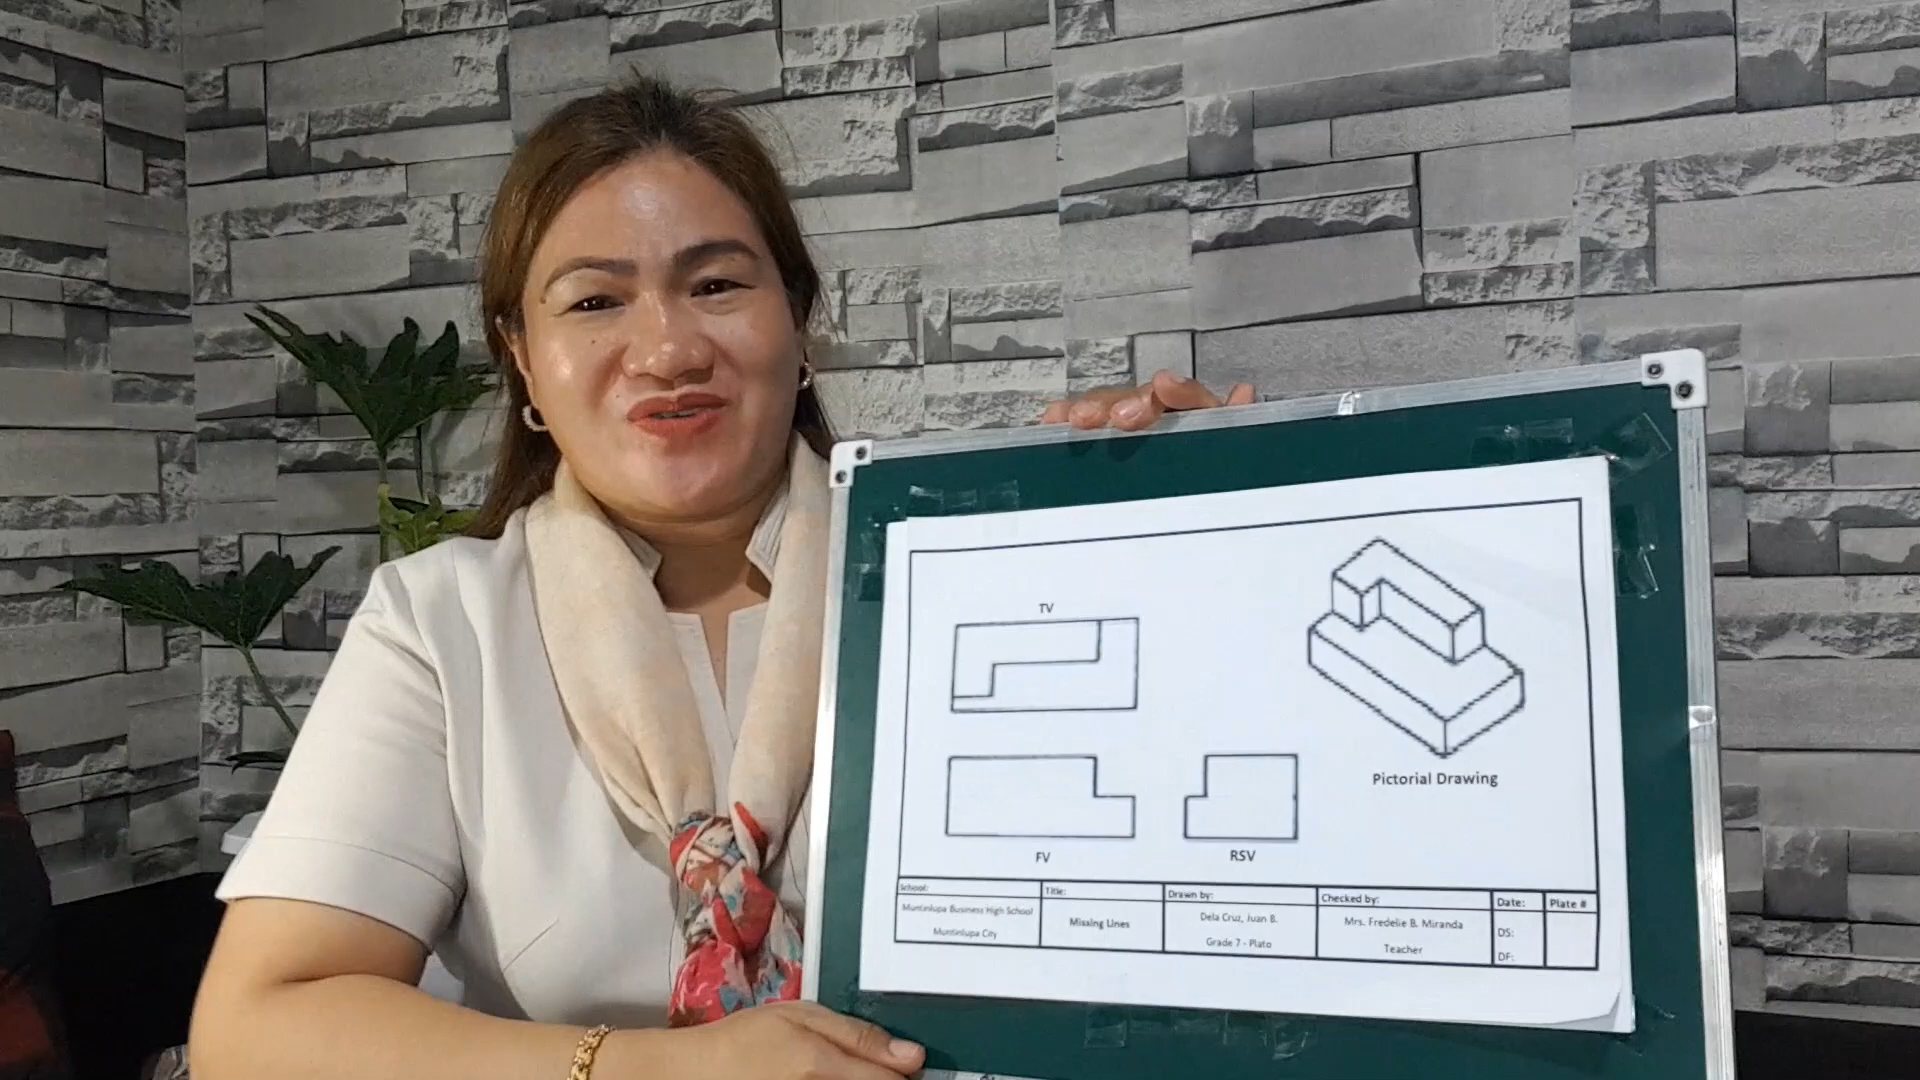 TV
Pictorial Drawing
FV
RSV
School:
Muntinlupa Business High School
Muntinlupa City
Title:
Missing Lines
Drawn by:
Dela Cruz, Juan B.
Grade 7 - Plato
Checked by:
Mrs. Fredelie B. Miranda
Teacher
Date:
DS:
DF:
Plate #